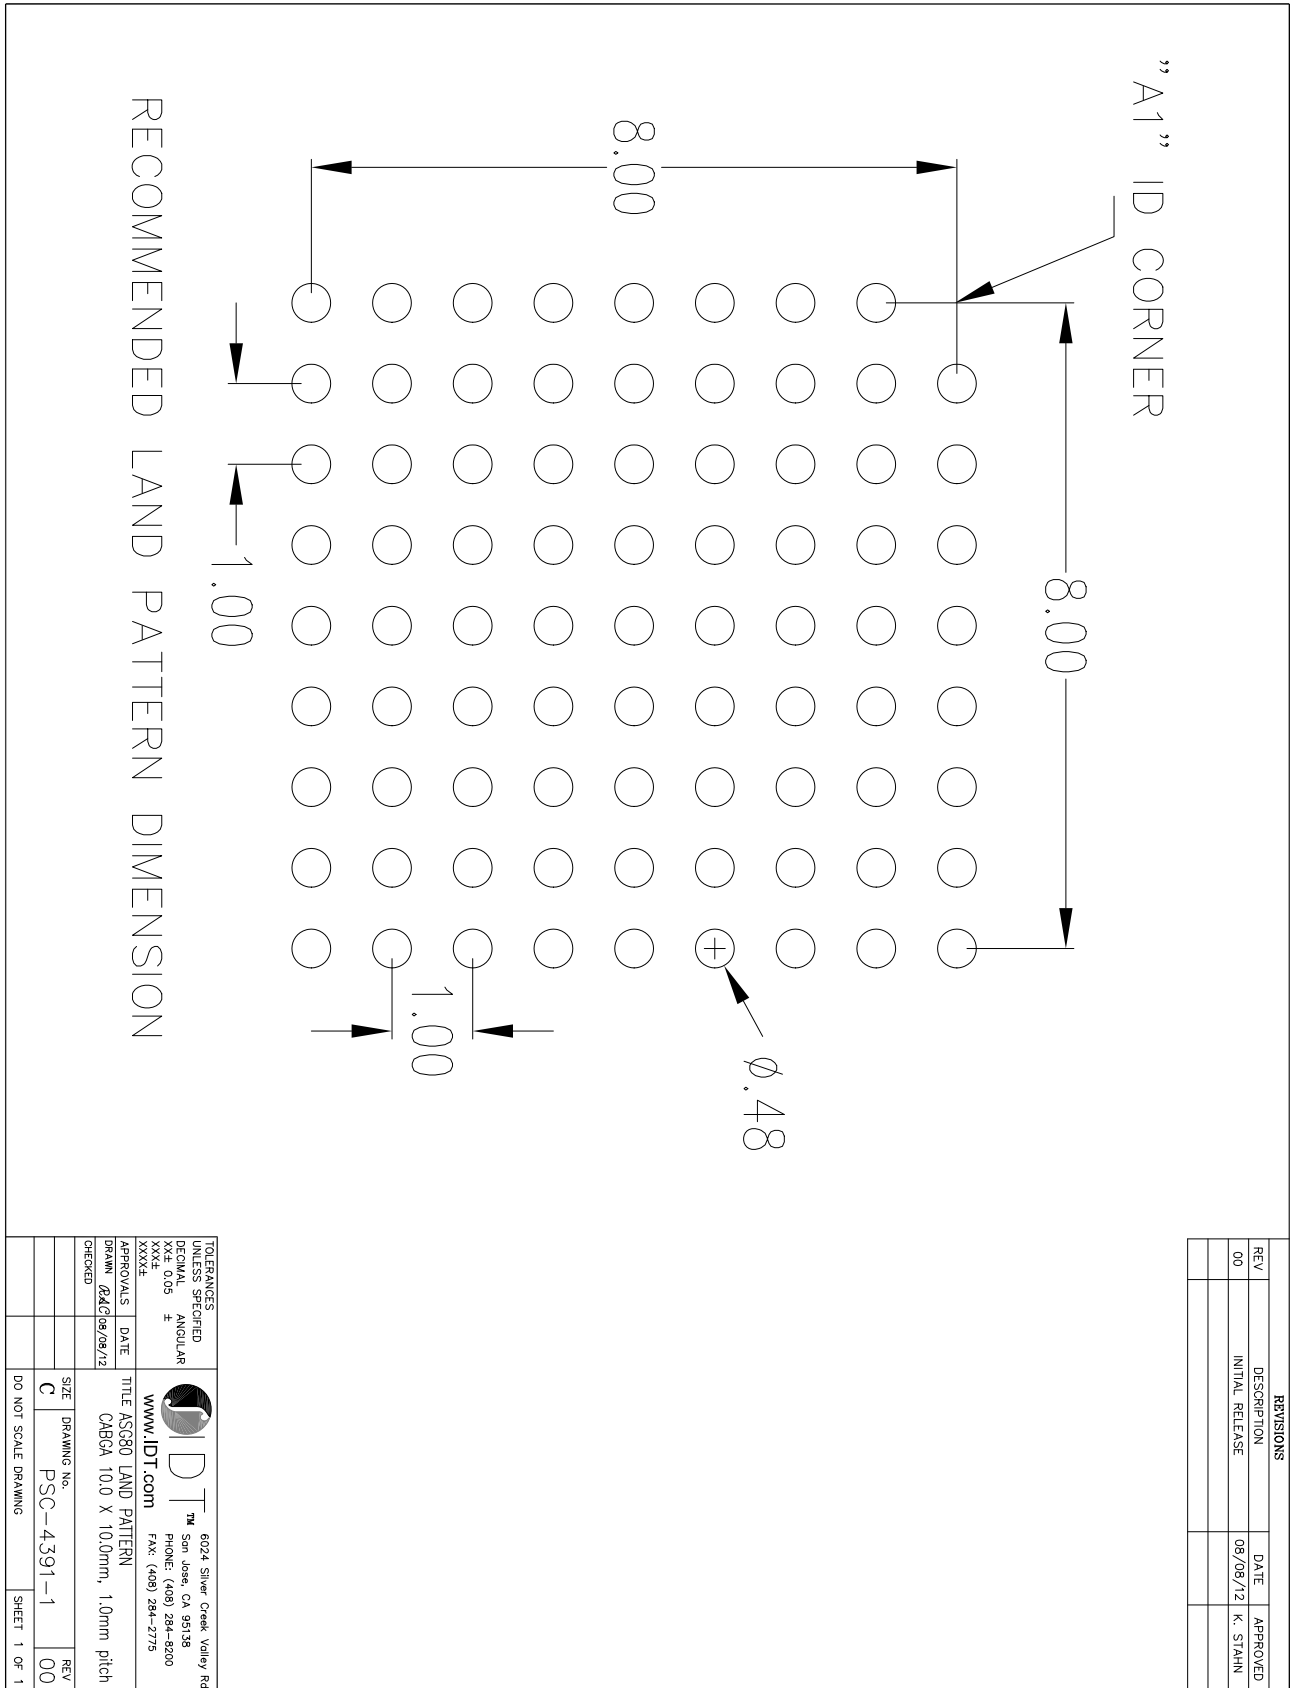 "A1" ID CORNER
8.00
8.00
1.00
1.00
Ø.48
RECOMMENDED LAND PATTERN DIMENSION
REVISIONS
REV DESCRIPTION DATE APPROVED
00 INITIAL RELEASE 08/08/12 K. STAHN
TOLERANCES
UNLESS SPECIFIED
DECIMAL ANGULAR
XX± 0.05 ±
XXX±
XXXX±
APPROVALS DATE
DRAWN RAC 08/08/12
CHECKED
IDT™
www.IDT.com
6024 Silver Creek Valley Rd
San Jose, CA 95138
PHONE: (408) 284-8200
FAX: (408) 284-2775
TITLE ASG80 LAND PATTERN
CABGA 10.0 X 10.0mm, 1.0mm pitch
SIZE DRAWING No. REV
C PSC-4391-1 00
DO NOT SCALE DRAWING SHEET 1 OF 1